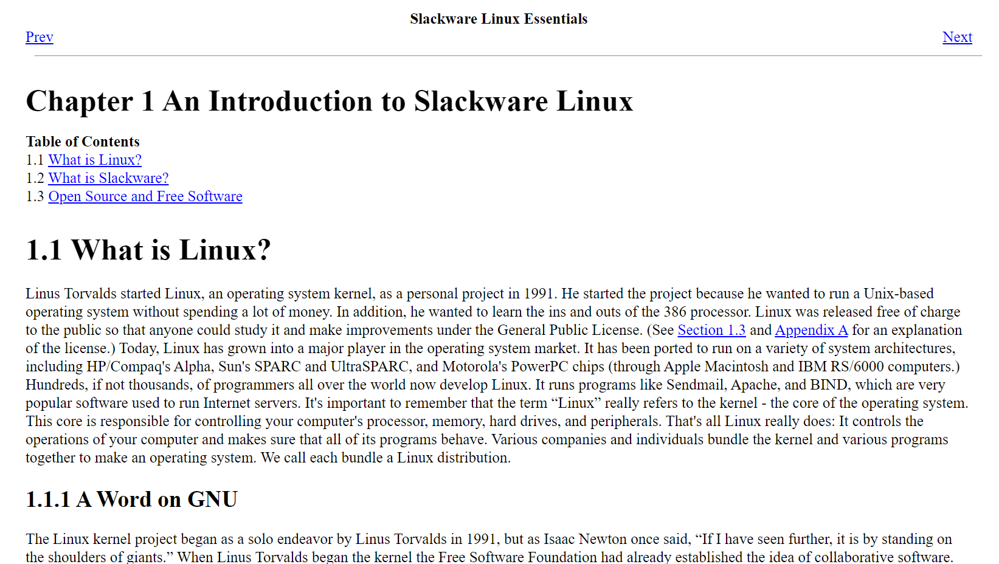 Slackware Linux Essentials
Prev Next
Chapter 1 An Introduction to Slackware Linux
Table of Contents
1.1 What is Linux?
1.2 What is Slackware?
1.3 Open Source and Free Software
1.1 What is Linux?
Linus Torvalds started Linux, an operating system kernel, as a personal project in 1991. He started the project because he wanted to run a Unix-based
operating system without spending a lot of money. In addition, he wanted to learn the ins and outs of the 386 processor. Linux was released free of charge
to the public so that anyone could study it and make improvements under the General Public License. (See Section 1.3 and Appendix A for an explanation
of the license.) Today, Linux has grown into a major player in the operating system market. It has been ported to run on a variety of system architectures,
including HP/Compaq's Alpha, Sun's SPARC and UltraSPARC, and Motorola's PowerPC chips (through Apple Macintosh and IBM RS/6000 computers.)
Hundreds, if not thousands, of programmers all over the world now develop Linux. It runs programs like Sendmail, Apache, and BIND, which are very
popular software used to run Internet servers. It's important to remember that the term “Linux” really refers to the kernel - the core of the operating system.
This core is responsible for controlling your computer's processor, memory, hard drives, and peripherals. That's all Linux really does: It controls the
operations of your computer and makes sure that all of its programs behave. Various companies and individuals bundle the kernel and various programs
together to make an operating system. We call each bundle a Linux distribution.
1.1.1 A Word on GNU
The Linux kernel project began as a solo endeavor by Linus Torvalds in 1991, but as Isaac Newton once said, “If I have seen further, it is by standing on
the shoulders of giants.” When Linus Torvalds began the kernel the Free Software Foundation had already established the idea of collaborative software.